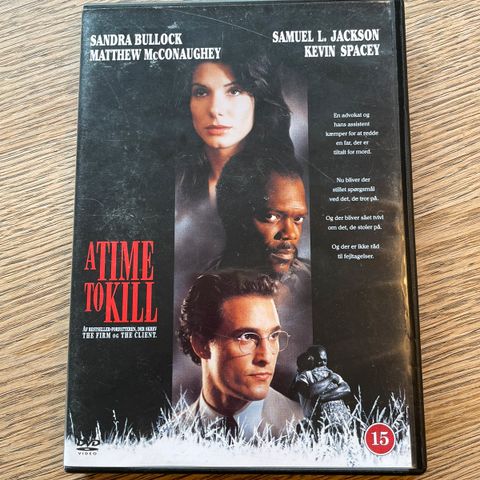 SANDRA BULLOCK
MATTHEW McCONAUGHEY
SAMUEL L. JACKSON
KEVIN SPACEY
En advokat og
hans assistent
kæmper for at redde
en far, der er
tiltalt for mord.
Nu bliver der
stillet spørgsmål
ved det, de tror på.
Og der bliver sået tvivl
om det, de stoler på.
Og der er ikke råd
til fejltagelser.
A TIME
TO KILL
AF BESTSELLER-FORFATTEREN, DER SKREV
THE FIRM OG THE CLIENT.
DVD
VIDEO
15